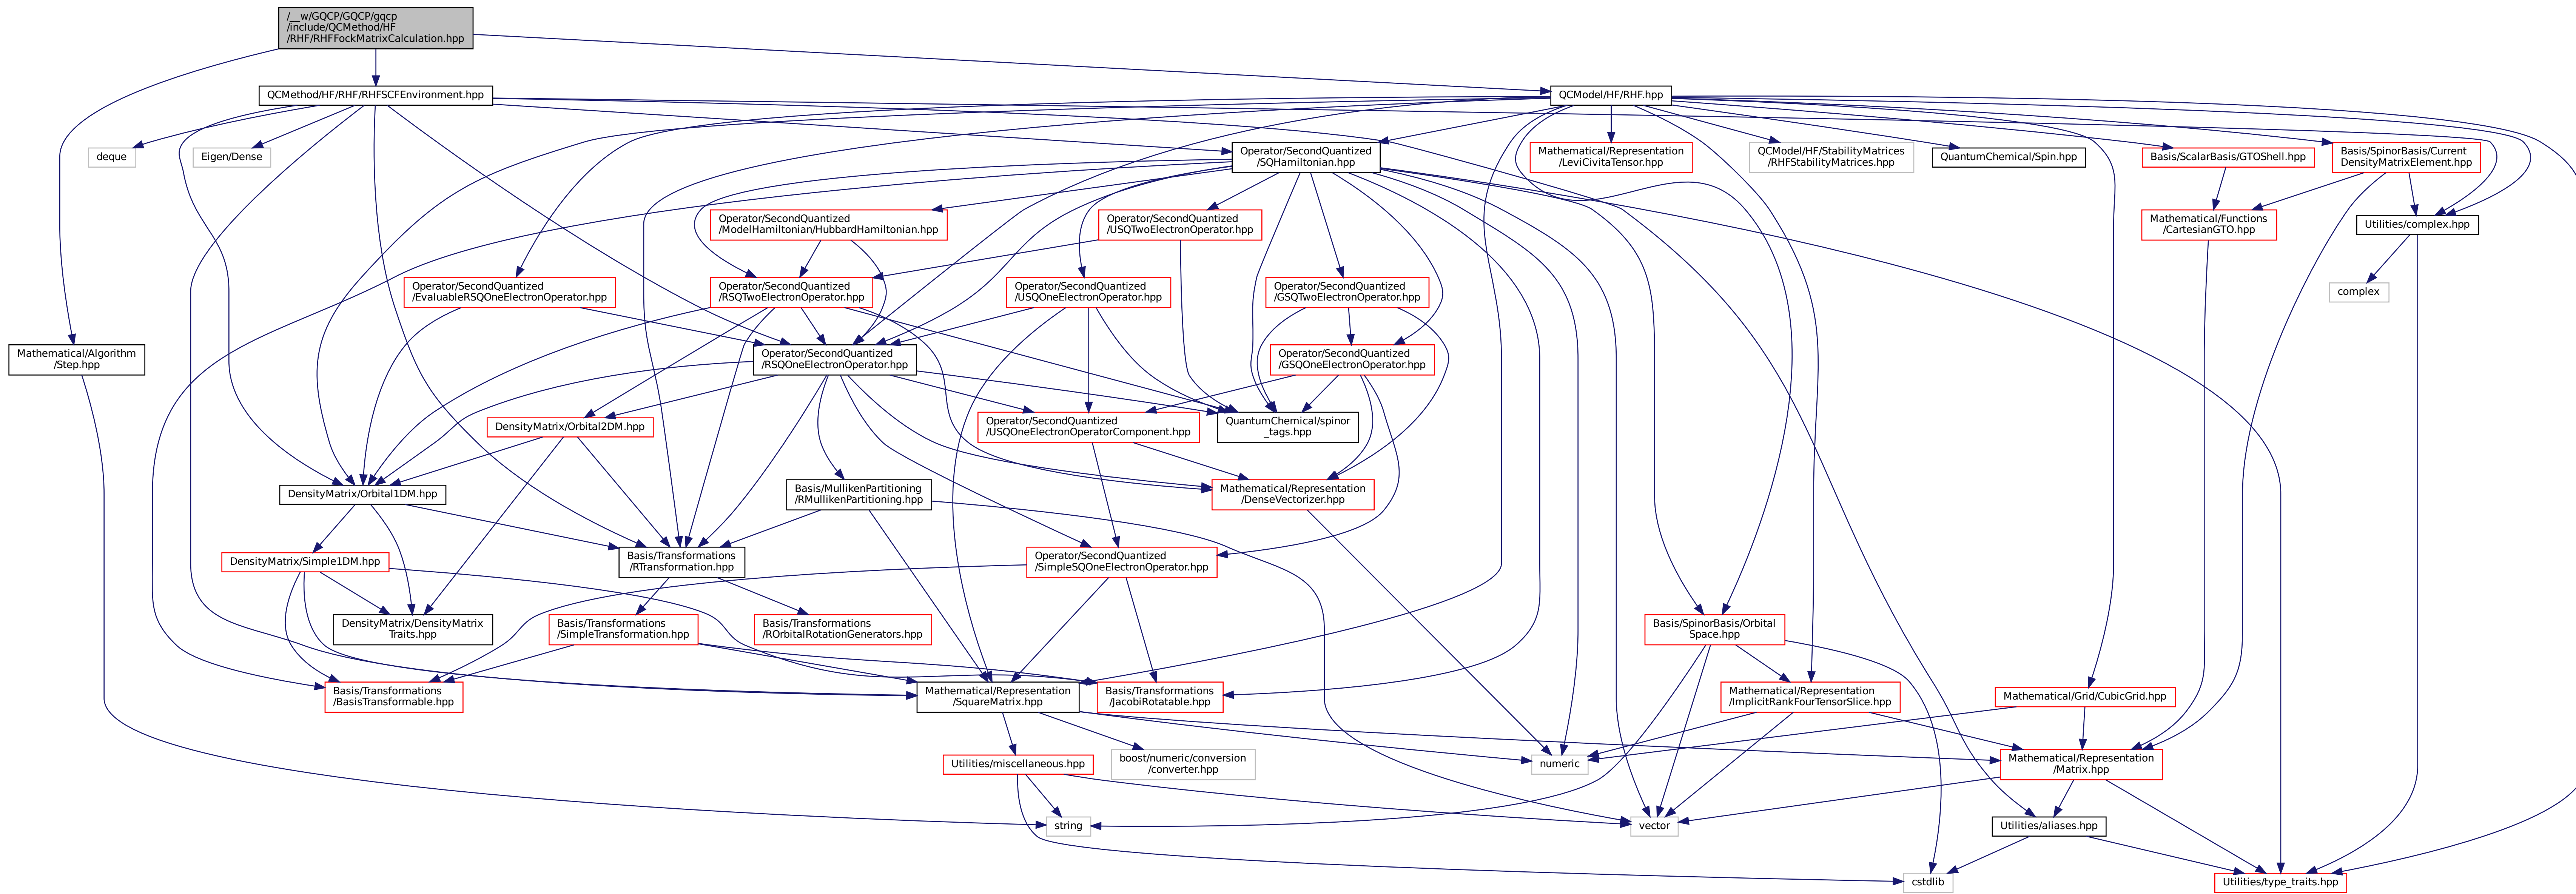 /__w/GQCP/GQCP/gqcp
/include/QCMethod/HF
/RHF/RHFFockMatrixCalculation.hpp
QCMethod/HF/RHF/RHFSCFEnvironment.hpp
QCModel/HF/RHF.hpp
deque
Eigen/Dense
Operator/SecondQuantized
/SQHamiltonian.hpp
Mathematical/Representation
/LeviCivitaTensor.hpp
QCModel/HF/StabilityMatrices
/RHFStabilityMatrices.hpp
QuantumChemical/Spin.hpp
Basis/ScalarBasis/GTOShell.hpp
Basis/SpinorBasis/Current
DensityMatrixElement.hpp
Operator/SecondQuantized
/ModelHamiltonian/HubbardHamiltonian.hpp
Operator/SecondQuantized
/USQTwoElectronOperator.hpp
Mathematical/Functions
/CartesianGTO.hpp
Utilities/complex.hpp
Operator/SecondQuantized
/EvaluableRSQOneElectronOperator.hpp
Operator/SecondQuantized
/RSQTwoElectronOperator.hpp
Operator/SecondQuantized
/USQOneElectronOperator.hpp
Operator/SecondQuantized
/GSQTwoElectronOperator.hpp
complex
Mathematical/Algorithm
/Step.hpp
Operator/SecondQuantized
/RSQOneElectronOperator.hpp
Operator/SecondQuantized
/GSQOneElectronOperator.hpp
DensityMatrix/Orbital2DM.hpp
Operator/SecondQuantized
/USQOneElectronOperatorComponent.hpp
QuantumChemical/spinor
_tags.hpp
DensityMatrix/Orbital1DM.hpp
Basis/MullikenPartitioning
/RMullikenPartitioning.hpp
Mathematical/Representation
/DenseVectorizer.hpp
DensityMatrix/Simple1DM.hpp
Basis/Transformations
/RTransformation.hpp
Operator/SecondQuantized
/SimpleSQOneElectronOperator.hpp
DensityMatrix/DensityMatrix
Traits.hpp
Basis/Transformations
/SimpleTransformation.hpp
Basis/Transformations
/ROrbitalRotationGenerators.hpp
Basis/SpinorBasis/Orbital
Space.hpp
Basis/Transformations
/BasisTransformable.hpp
Mathematical/Representation
/SquareMatrix.hpp
Basis/Transformations
/JacobiRotatable.hpp
Mathematical/Representation
/ImplicitRankFourTensorSlice.hpp
Mathematical/Grid/CubicGrid.hpp
Utilities/miscellaneous.hpp
boost/numeric/conversion
/converter.hpp
numeric
Mathematical/Representation
/Matrix.hpp
string
vector
Utilities/aliases.hpp
cstdlib
Utilities/type_traits.hpp